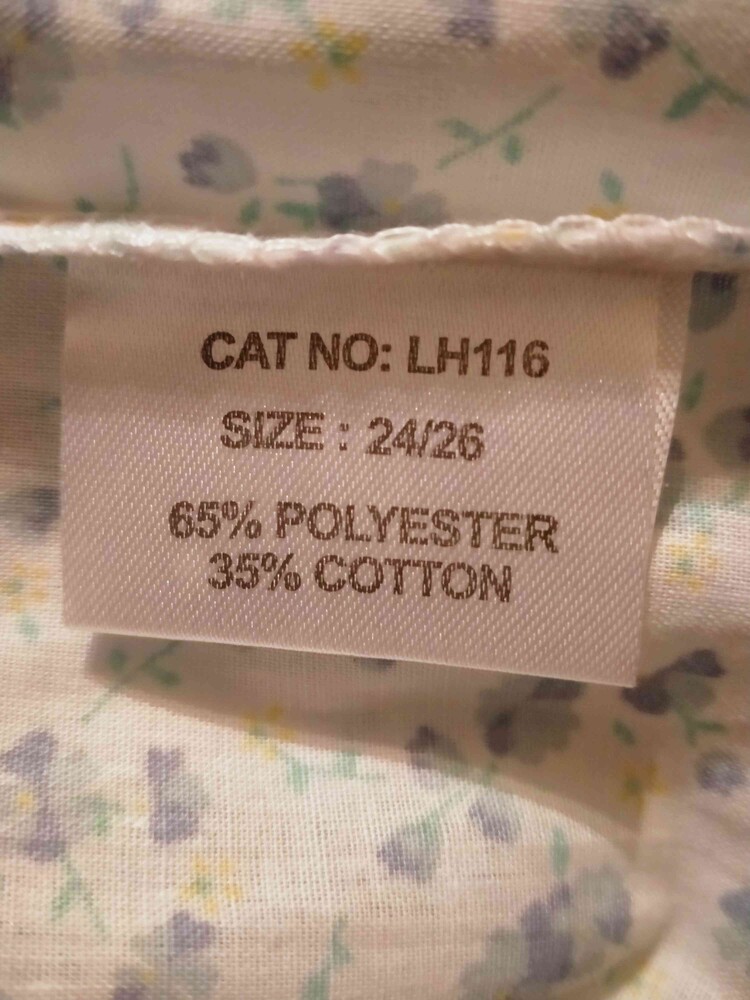 CAT NO: LH116
SIZE : 24/26
65% POLYESTER
35% COTTON